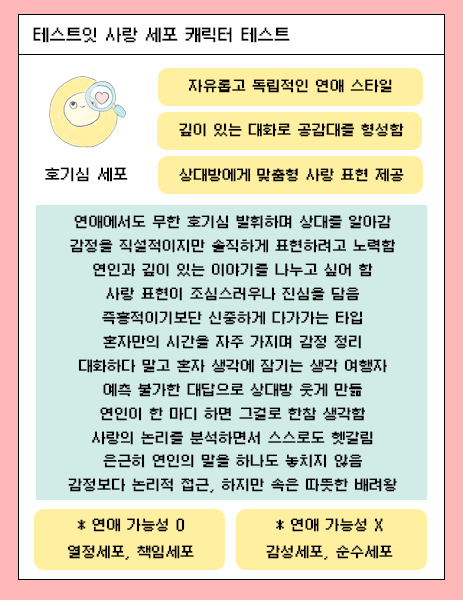 테스트잇 사랑 세포 캐릭터 테스트
자유롭고 독립적인 연애 스타일
깊이 있는 대화로 공감대를 형성함
호기심 세포
상대방에게 맞춤형 사랑 표현 제공
연애에서도 무한 호기심 발휘하며 상대를 알아감
감정을 직설적이지만 솔직하게 표현하려고 노력함
연인과 깊이 있는 이야기를 나누고 싶어 함
사랑 표현이 조심스러우나 진심을 담음
즉흥적이기보단 신중하게 다가가는 타입
혼자만의 시간을 자주 가지며 감정 정리
대화하다 말고 혼자 생각에 잠기는 생각 여행자
예측 불가한 대답으로 상대방 웃게 만듦
연인이 한 마디 하면 그걸로 한참 생각함
사랑의 논리를 분석하면서 스스로도 헷갈림
은근히 연인의 말을 하나도 놓치지 않음
감정보다 논리적 접근, 하지만 속은 따뜻한 배려왕
* 연애 가능성 O
열정세포, 책임세포
* 연애 가능성 X
감성세포, 순수세포